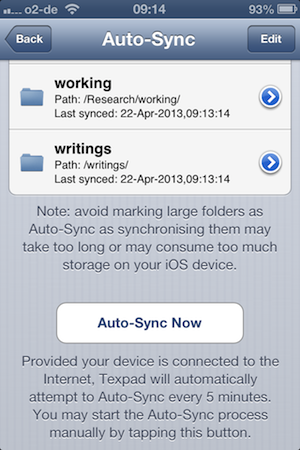 o2-de 09:14 93%
Back Auto-Sync Edit
working
Path: /Research/working/
Last synced: 22-Apr-2013,09:13:14
writings
Path: /writings/
Last synced: 22-Apr-2013,09:13:14
Note: avoid marking large folders as
Auto-Sync as synchronising them may
take too long or may consume too much
storage on your iOS device.
Auto-Sync Now
Provided your device is connected to the
Internet, Texpad will automatically
attempt to Auto-Sync every 5 minutes.
You may start the Auto-Sync process
manually by tapping this button.